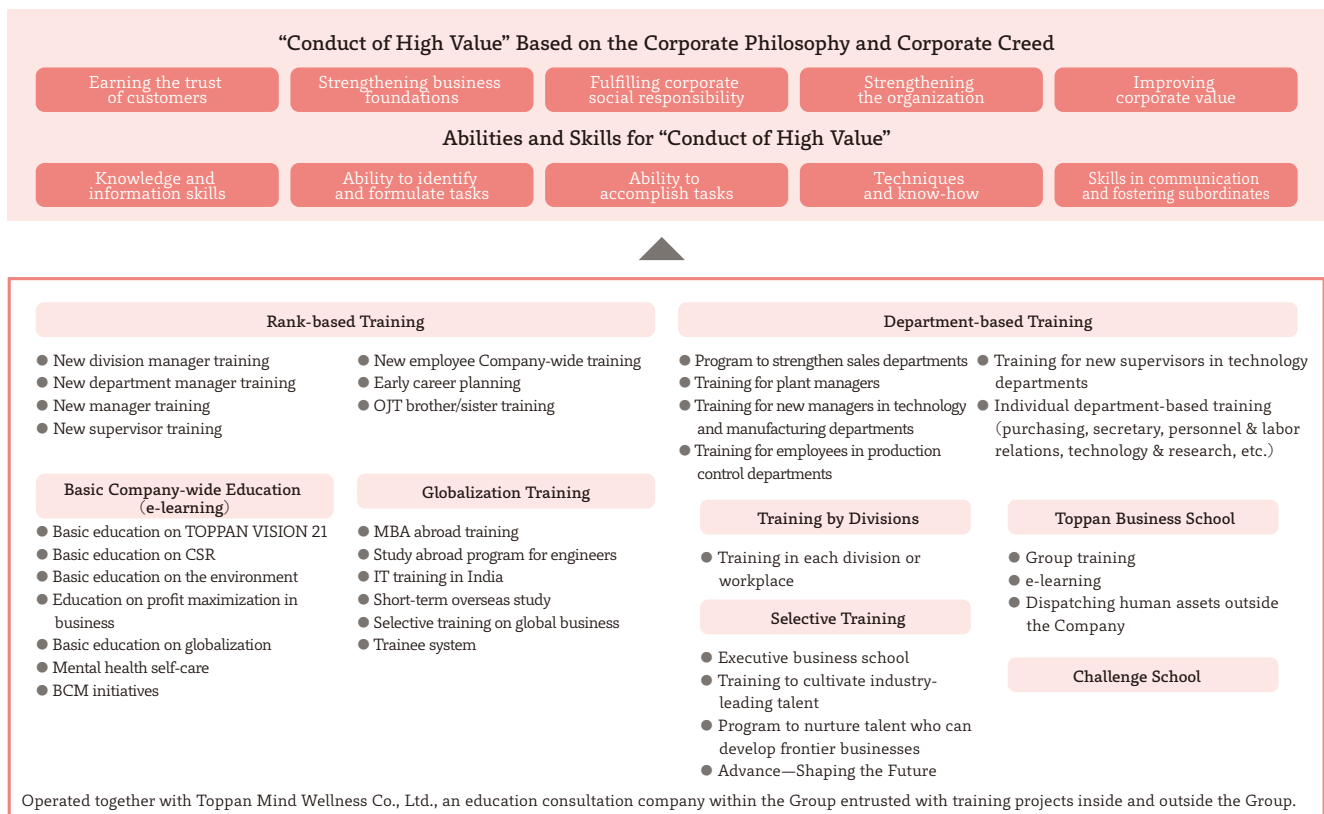 “Conduct of High Value” Based on the Corporate Philosophy and Corporate Creed
Earning the trust
of customers
Strengthening business
foundations
Fulfilling corporate
social responsibility
Strengthening
the organization
Improving
corporate value
Abilities and Skills for “Conduct of High Value”
Knowledge and
information skills
Ability to identify
and formulate tasks
Ability to
accomplish tasks
Techniques
and know-how
Skills in communication
and fostering subordinates
Rank-based Training
● New division manager training
● New department manager training
● New manager training
● New supervisor training
● New employee Company-wide training
● Early career planning
● OJT brother/sister training
Department-based Training
● Program to strengthen sales departments
● Training for plant managers
● Training for new managers in technology
and manufacturing departments
● Training for employees in production
control departments
● Training for new supervisors in technology
departments
● Individual department-based training
(purchasing, secretary, personnel & labor
relations, technology & research, etc.)
Basic Company-wide Education
(e-learning)
● Basic education on TOPPAN VISION 21
● Basic education on CSR
● Basic education on the environment
● Education on profit maximization in
business
● Basic education on globalization
● Mental health self-care
● BCM initiatives
Globalization Training
● MBA abroad training
● Study abroad program for engineers
● IT training in India
● Short-term overseas study
● Selective training on global business
● Trainee system
Training by Divisions
● Training in each division or
workplace
Selective Training
● Executive business school
● Training to cultivate industry-
leading talent
● Program to nurture talent who can
develop frontier businesses
● Advance—Shaping the Future
Toppan Business School
● Group training
● e-learning
● Dispatching human assets outside
the Company
Challenge School
Operated together with Toppan Mind Wellness Co., Ltd., an education consultation company within the Group entrusted with training projects inside and outside the Group.